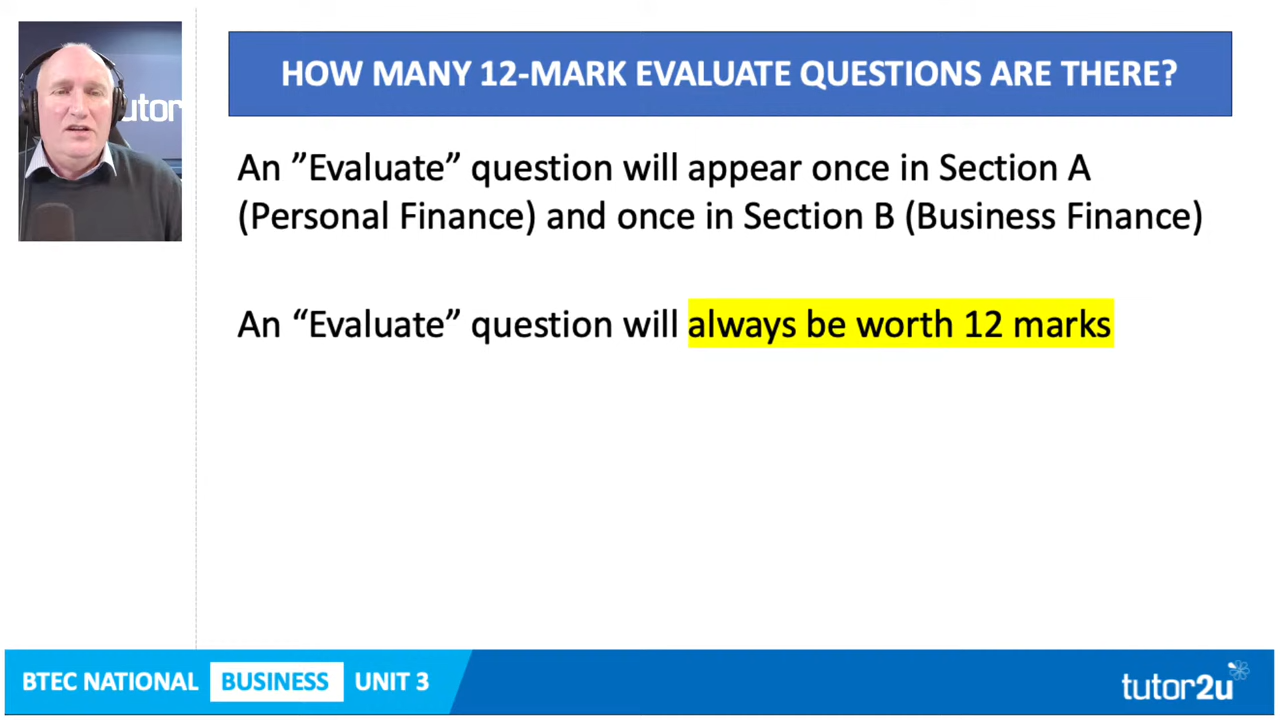 utor
HOW MANY 12-MARK EVALUATE QUESTIONS ARE THERE?
An ”Evaluate” question will appear once in Section A
(Personal Finance) and once in Section B (Business Finance)
An “Evaluate” question will always be worth 12 marks
BTEC NATIONAL BUSINESS UNIT 3
tutor2u